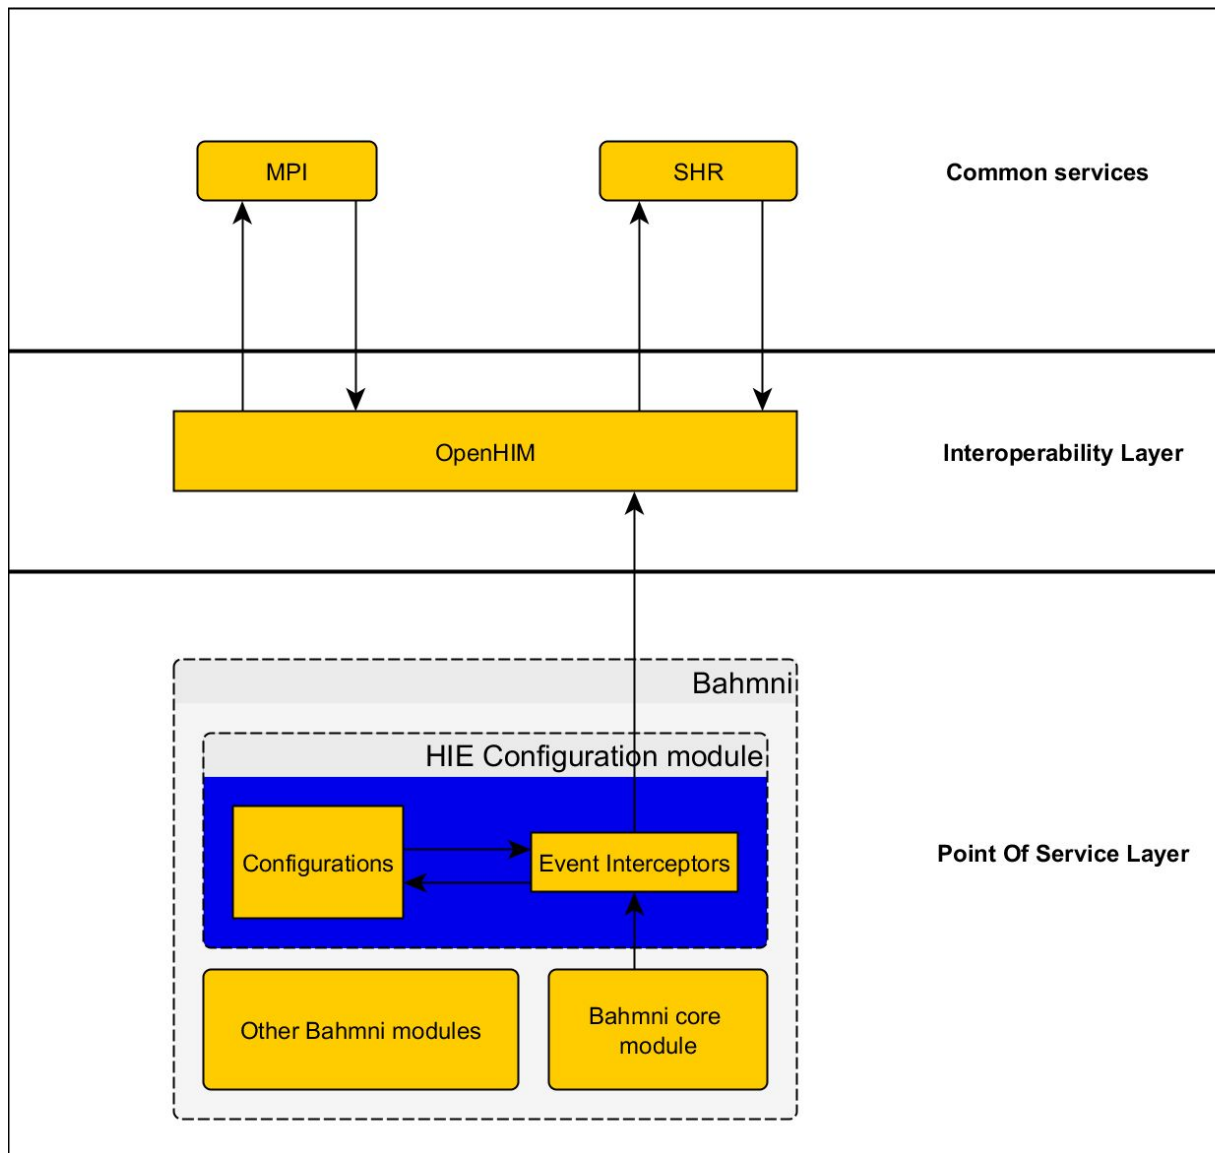 MPI
SHR
Common services
OpenHIM
Interoperability Layer
Bahmni
HIE Configuration module
Configurations
Event Interceptors
Point Of Service Layer
Other Bahmni modules
Bahmni core
module